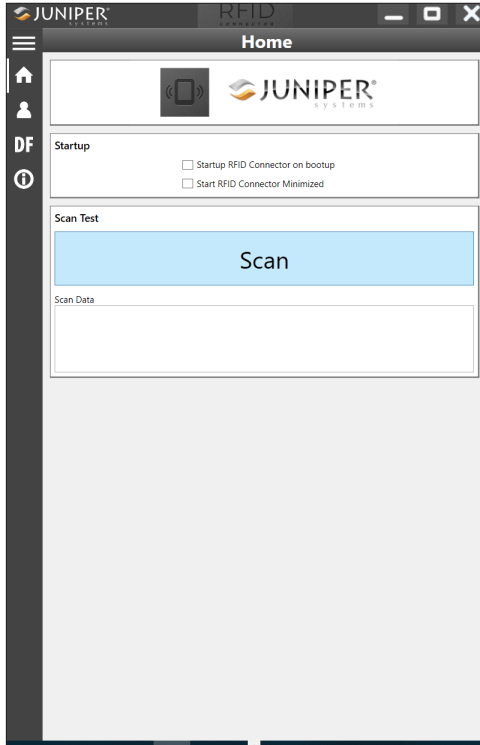 JUNIPER®
systems
RFID
CONNECTOR
Home
JUNIPER®
systems
DF
Startup
Startup RFID Connector on bootup
Start RFID Connector Minimized
Scan Test
Scan
Scan Data